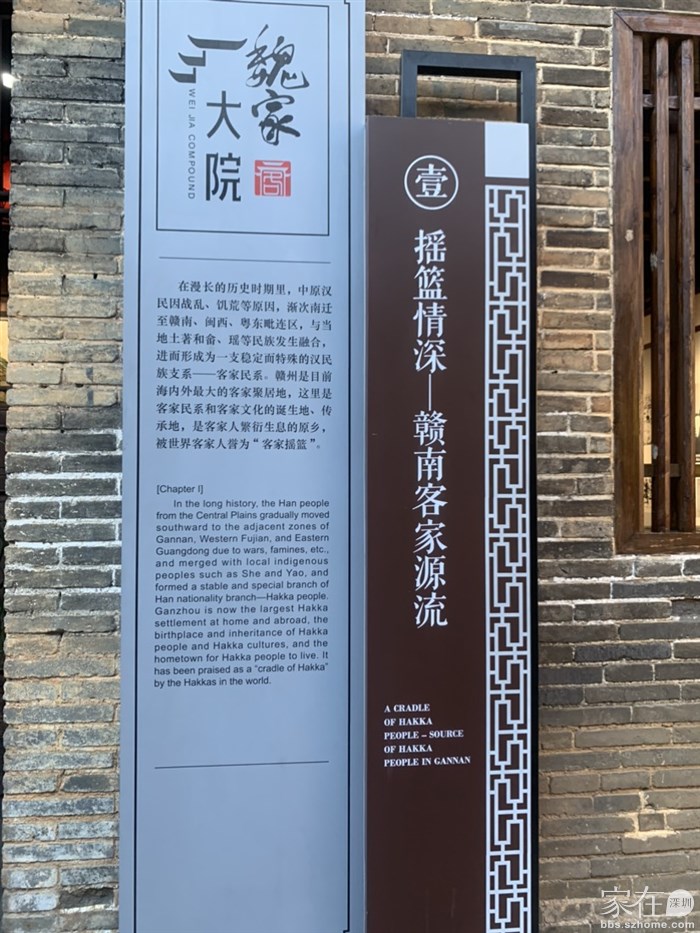 魏家
大院
WEI JIA COMPOUND
在漫长的历史时期里，中原汉
民因战乱、饥荒等原因，渐次南迁
至赣南、闽西、粤东毗连区，与当
地土著和畲、瑶等民族发生融合，
进而形成为一支稳定而特殊的汉民
族支系——客家民系。赣州是目前
海内外最大的客家聚居地，这里是
客家民系和客家文化的诞生地、传
承地，是客家人繁衍生息的原乡，
被世界客家人誉为“客家摇篮”。
[Chapter I]
In the long history, the Han people
from the Central Plains gradually moved
southward to the adjacent zones of
Gannan, Western Fujian, and Eastern
Guangdong due to wars, famines, etc.,
and merged with local indigenous
peoples such as She and Yao, and
formed a stable and special branch of
Han nationality branch—Hakka people.
Ganzhou is now the largest Hakka
settlement at home and abroad, the
birthplace and inheritance of Hakka
people and Hakka cultures, and the
hometown for Hakka people to live. It
has been praised as a “cradle of Hakka”
by the Hakkas in the world.
壹
摇篮情深—赣南客家源流
A CRADLE
OF HAKKA
PEOPLE – SOURCE
OF HAKKA
PEOPLE IN GANNAN
家在深圳
bbs.szhome.com